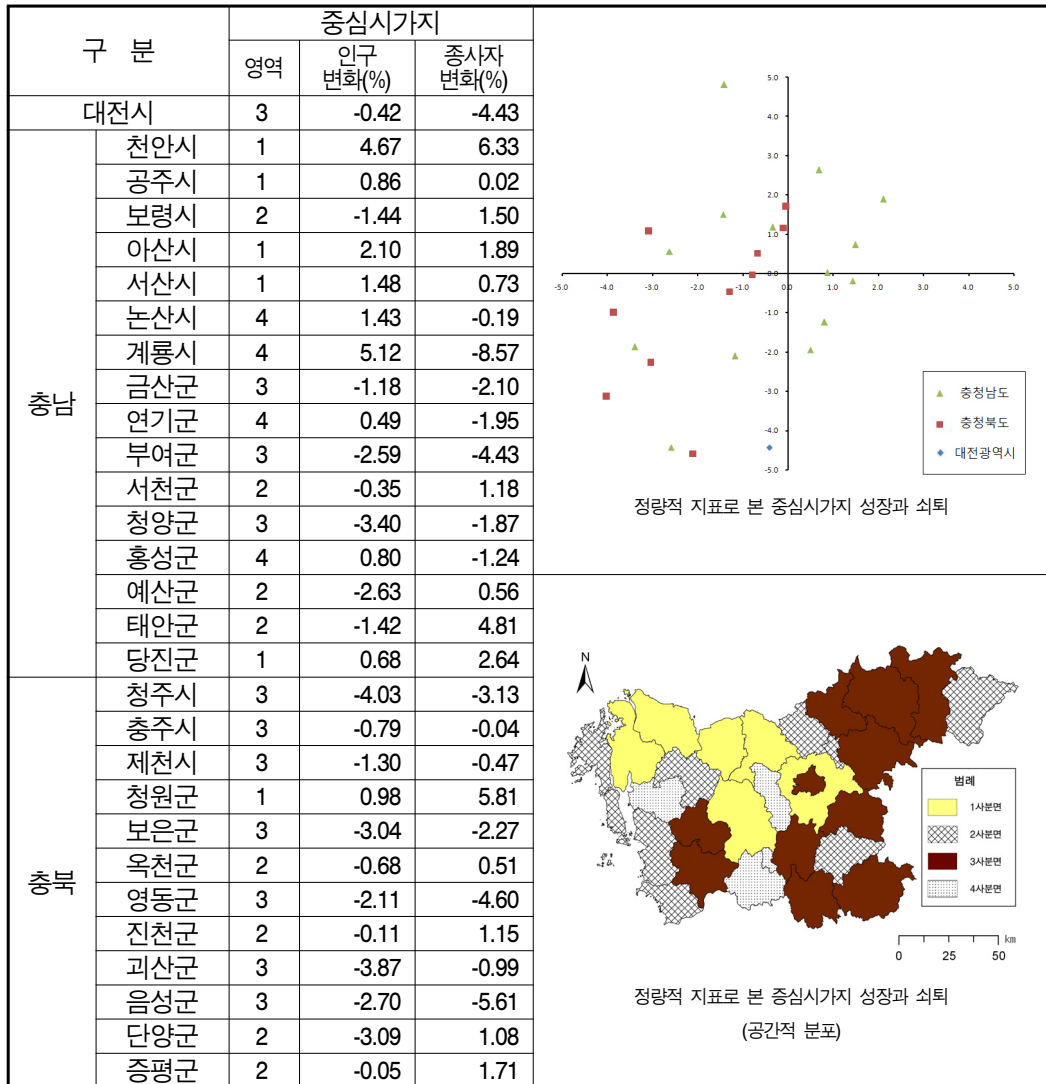 구 분 중심시가지
영역 인구 변화(%) 종사자 변화(%)
대전시 3 -0.42 -4.43
충남
천안시 1 4.67 6.33
공주시 1 0.86 0.02
보령시 2 -1.44 1.50
아산시 1 2.10 1.89
서산시 1 1.48 0.73
논산시 4 1.43 -0.19
계룡시 4 5.12 -8.57
금산군 3 -1.18 -2.10
연기군 4 0.49 -1.95
부여군 3 -2.59 -4.43
서천군 2 -0.35 1.18
청양군 3 -3.40 -1.87
홍성군 4 0.80 -1.24
예산군 2 -2.63 0.56
태안군 2 -1.42 4.81
당진군 1 0.68 2.64
충북
청주시 3 -4.03 -3.13
충주시 3 -0.79 -0.04
제천시 3 -1.30 -0.47
청원군 1 0.98 5.81
보은군 3 -3.04 -2.27
옥천군 2 -0.68 0.51
영동군 3 -2.11 -4.60
진천군 2 -0.11 1.15
괴산군 3 -3.87 -0.99
음성군 3 -2.70 -5.61
단양군 2 -3.09 1.08
증평군 2 -0.05 1.71
5.0
4.0
3.0
2.0
1.0
0.0
-5.0 -4.0 -3.0 -2.0 -1.0 0.0 1.0 2.0 3.0 4.0 5.0
-1.0
-2.0
-3.0
-4.0
-5.0
충청남도
충청북도
대전광역시
정량적 지표로 본 중심시가지 성장과 쇠퇴
N
범례
1사분면
2사분면
3사분면
4사분면
km
0 25 50
정량적 지표로 본 중심시가지 성장과 쇠퇴
(공간적 분포)